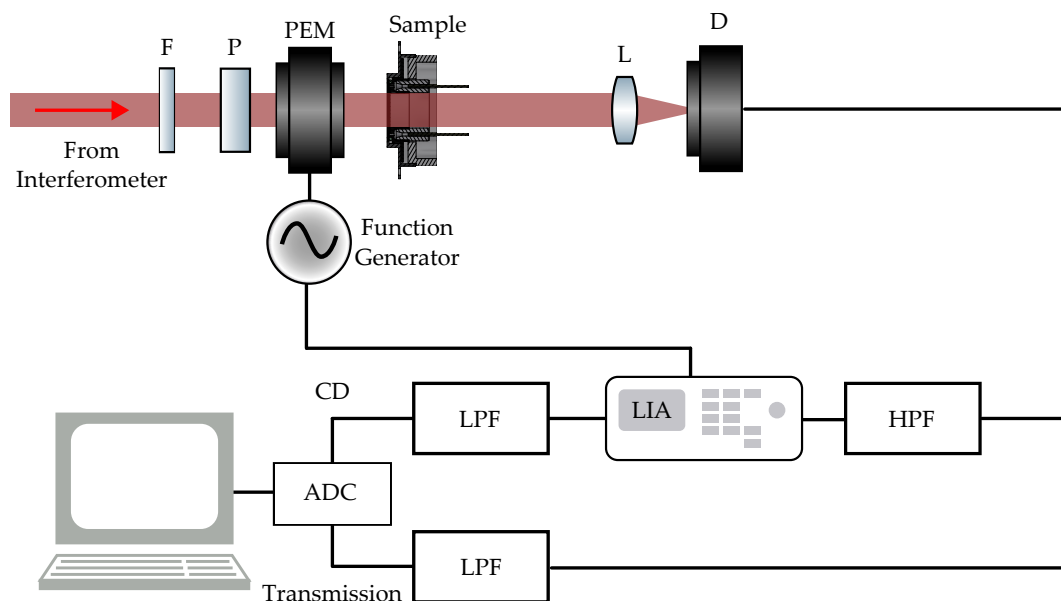 F
P
PEM
Sample
L
D
From
Interferometer
Function
Generator
CD
LPF
LIA
HPF
ADC
LPF
Transmission